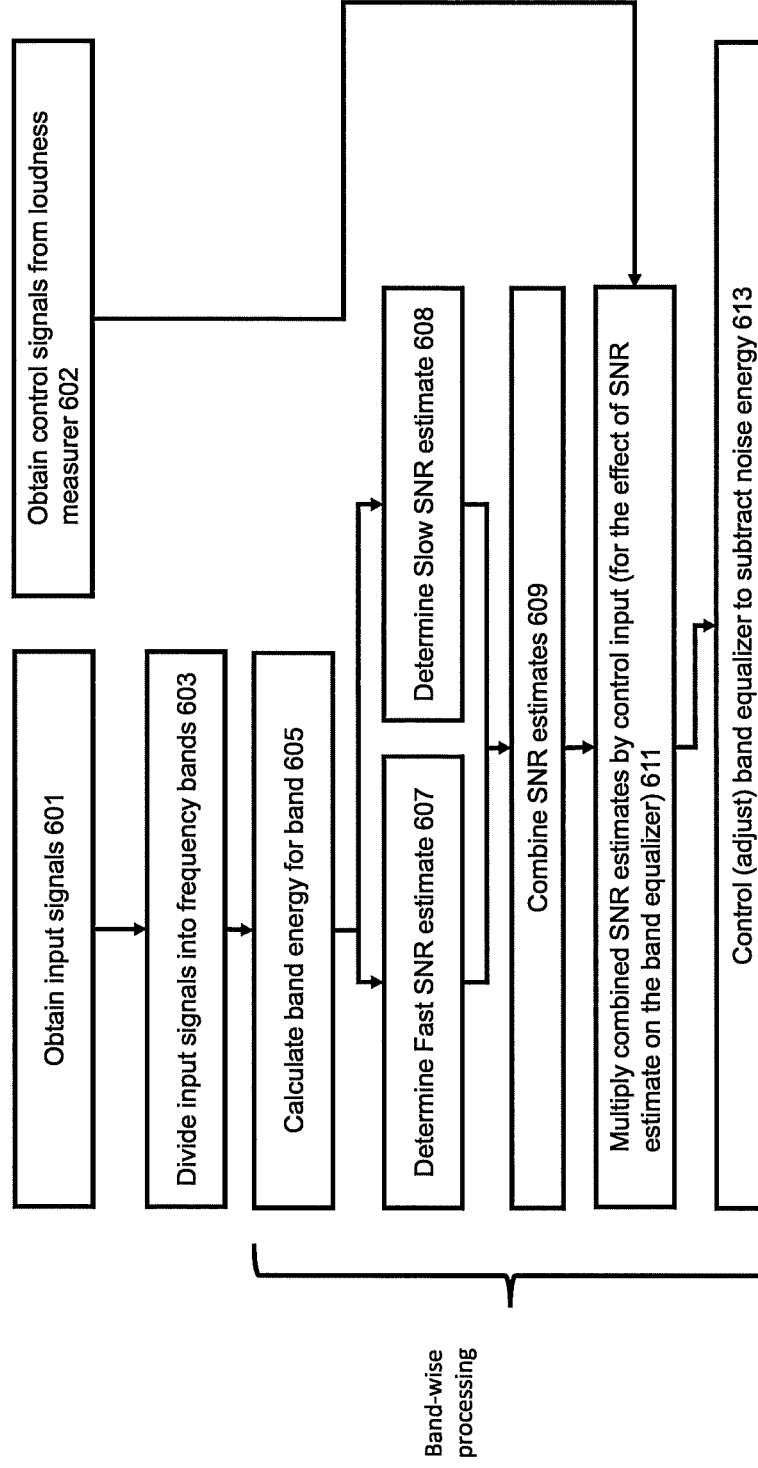 Obtain input signals 601
Obtain control signals from loudness
measurer 602
Divide input signals into frequency bands 603
Calculate band energy for band 605
Determine Fast SNR estimate 607
Determine Slow SNR estimate 608
Combine SNR estimates 609
Multiply combined SNR estimates by control input (for the effect of SNR
estimate on the band equalizer) 611
Control (adjust) band equalizer to subtract noise energy 613
Band-wise
processing